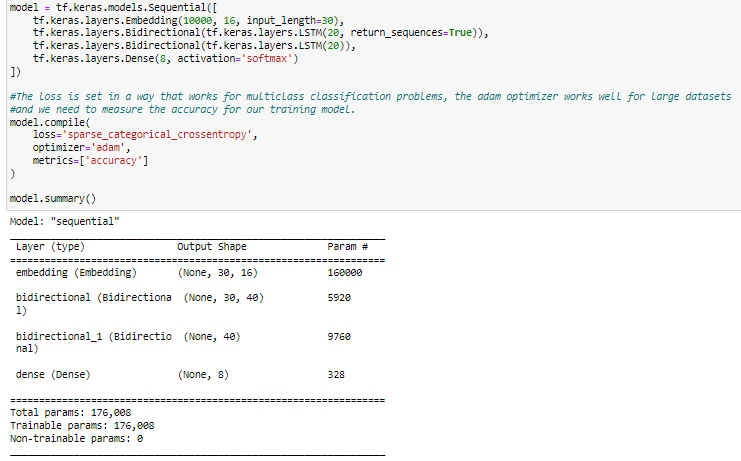 model = tf.keras.models.Sequential([
    tf.keras.layers.Embedding(10000, 16, input_length=30),
    tf.keras.layers.Bidirectional(tf.keras.layers.LSTM(20, return_sequences=True)),
    tf.keras.layers.Bidirectional(tf.keras.layers.LSTM(20)),
    tf.keras.layers.Dense(8, activation='softmax')
])
#The loss is set in a way that works for multiclass classification problems, the adam optimizer works well for large datasets
#and we need to measure the accuracy for our training model.
model.compile(
    loss='sparse_categorical_crossentropy',
    optimizer='adam',
    metrics=['accuracy']
)
model.summary()
Model: "sequential"
_________________________________________________________________
Layer (type)                Output Shape              Param #
=================================================================
embedding (Embedding)       (None, 30, 16)            160000
bidirectional (Bidirectiona  (None, 30, 40)           5920
l)
bidirectional_1 (Bidirectio  (None, 40)               9760
nal)
dense (Dense)               (None, 8)                 328
=================================================================
Total params: 176,008
Trainable params: 176,008
Non-trainable params: 0
_________________________________________________________________